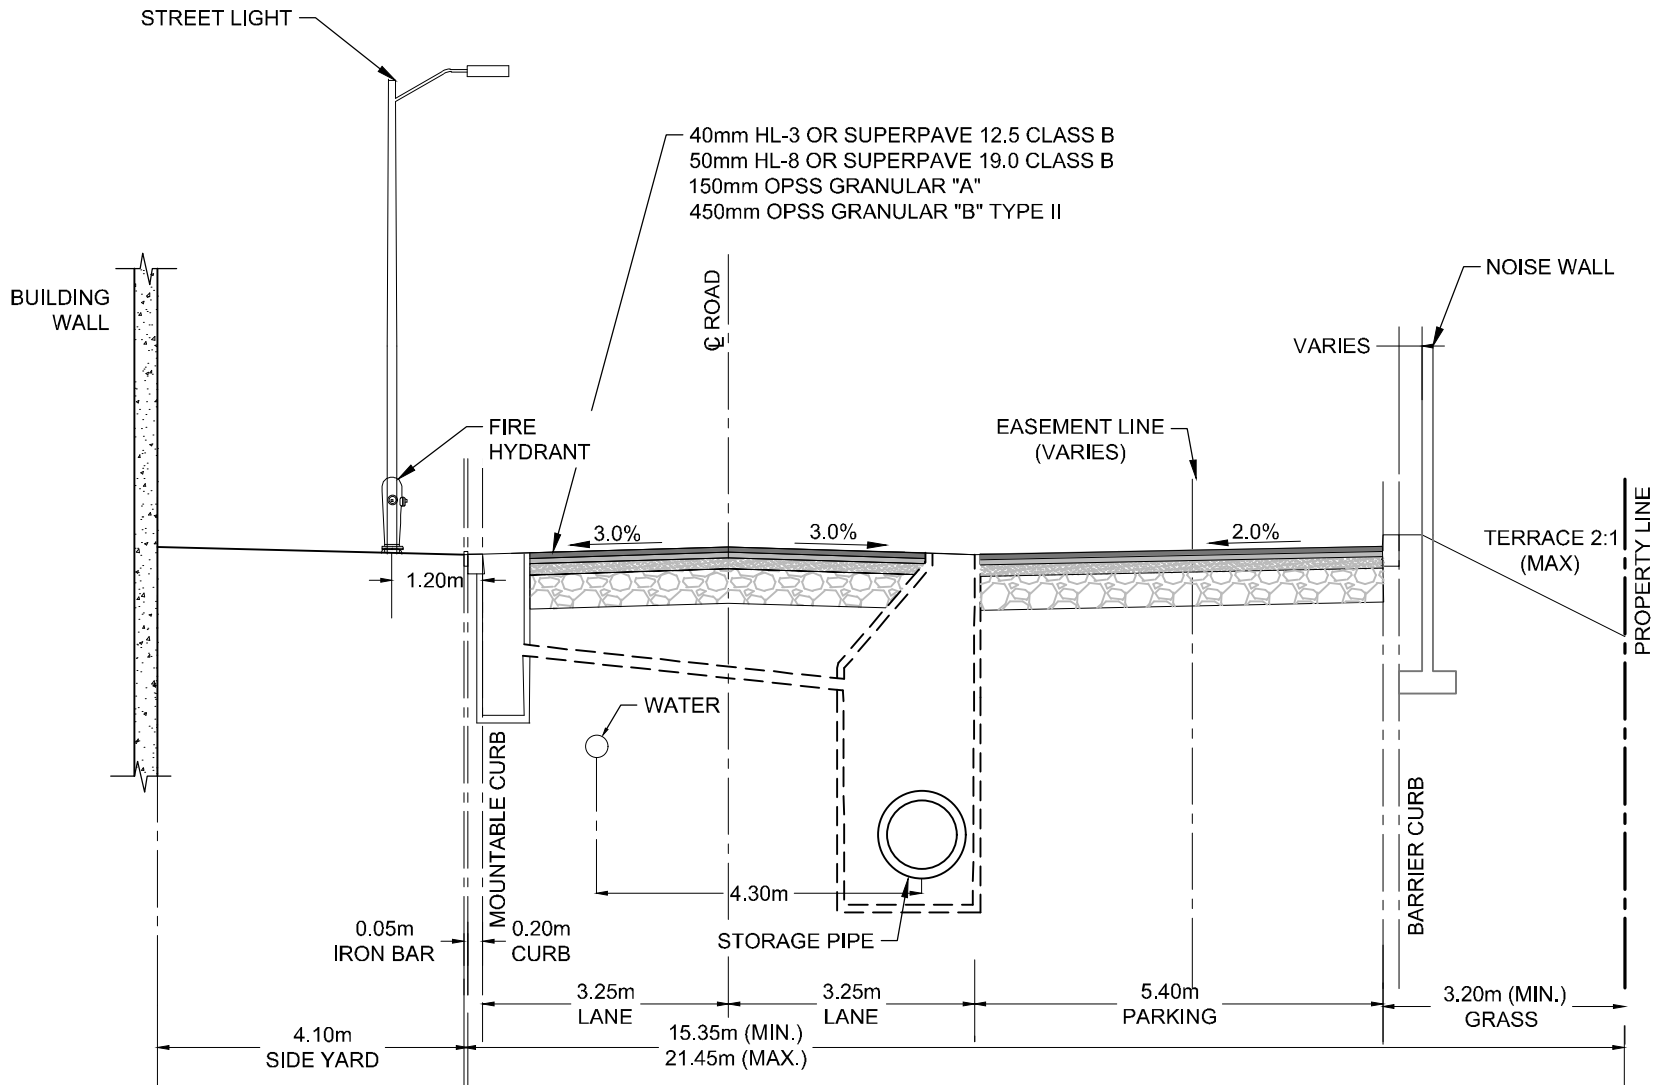 STREET LIGHT
40mm HL-3 OR SUPERPAVE 12.5 CLASS B
50mm HL-8 OR SUPERPAVE 19.0 CLASS B
150mm OPSS GRANULAR "A"
450mm OPSS GRANULAR "B" TYPE II
BUILDING
WALL
℄ ROAD
NOISE WALL
VARIES
FIRE
HYDRANT
EASEMENT LINE
(VARIES)
3.0%
3.0%
2.0%
TERRACE 2:1
(MAX)
PROPERTY LINE
1.20m
WATER
MOUNTABLE CURB
BARRIER CURB
4.30m
0.05m
IRON BAR
0.20m
CURB
STORAGE PIPE
3.25m
LANE
3.25m
LANE
5.40m
PARKING
3.20m (MIN.)
GRASS
4.10m
SIDE YARD
15.35m (MIN.)
21.45m (MAX.)